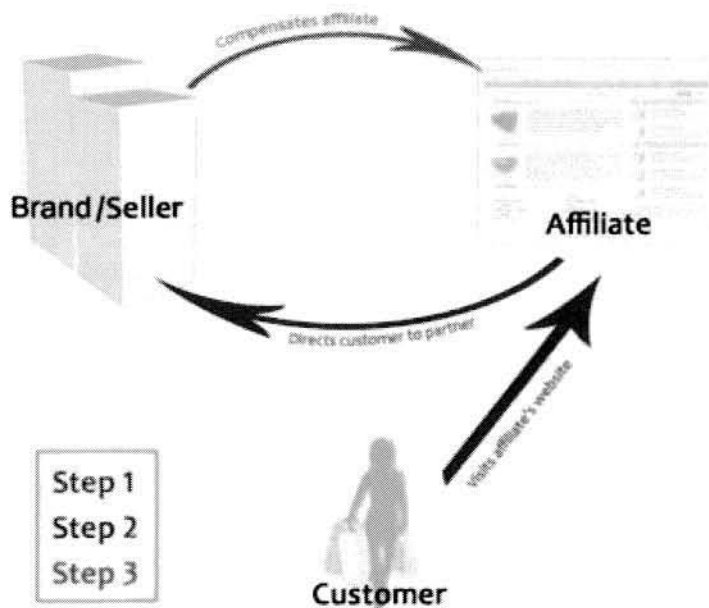 Compensates affiliate
Brand/Seller
Affiliate
Directs customer to partner
Visits affiliate's website
Step 1
Step 2
Step 3
Customer